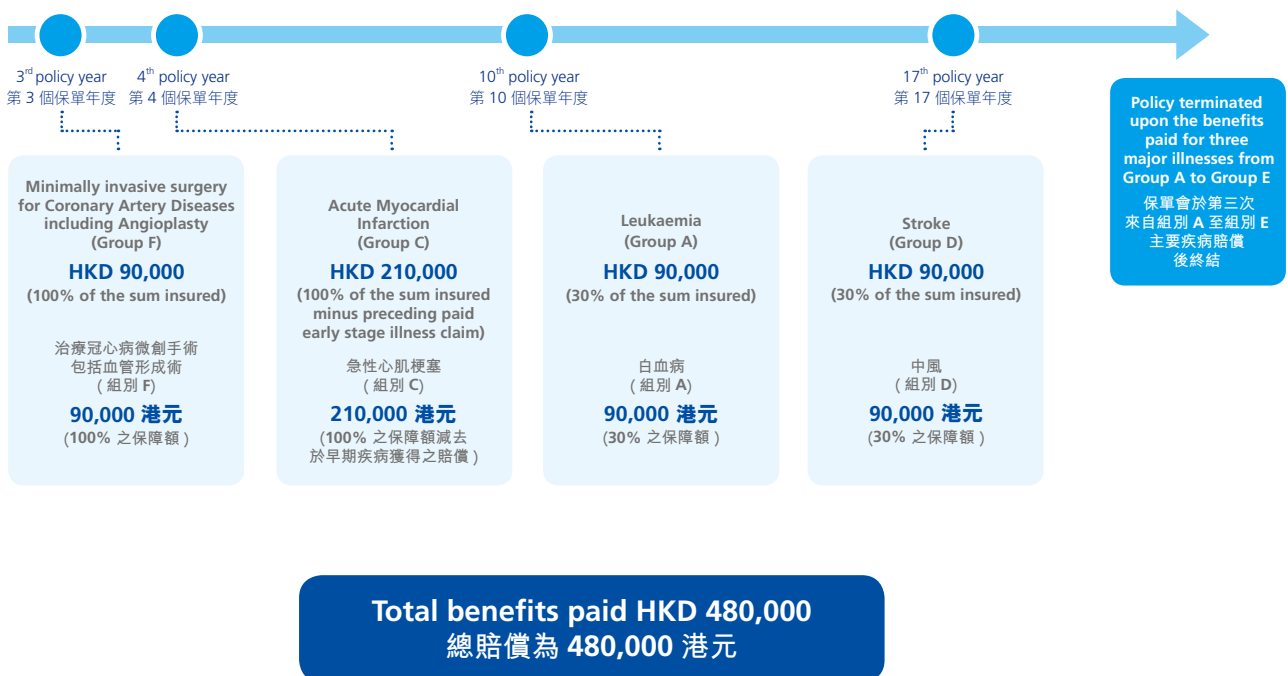 3rd policy year
第 3 個保單年度
4th policy year
第 4 個保單年度
10th policy year
第 10 個保單年度
17th policy year
第 17 個保單年度
Policy terminated
upon the benefits
paid for three
major illnesses from
Group A to Group E
保單會於第三次
來自組別 A 至組別 E
主要疾病賠償
後終結
Minimally invasive surgery
for Coronary Artery Diseases
including Angioplasty
(Group F)
HKD 90,000
(100% of the sum insured)
治療冠心病微創手術
包括血管形成術
( 組別 F)
90,000 港元
(100% 之保障額 )
Acute Myocardial
Infarction
(Group C)
HKD 210,000
(100% of the sum insured
minus preceding paid
early stage illness claim)
急性心肌梗塞
( 組別 C)
210,000 港元
(100% 之保障額減去
於早期疾病獲得之賠償 )
Leukaemia
(Group A)
HKD 90,000
(30% of the sum insured)
白血病
( 組別 A)
90,000 港元
(30% 之保障額 )
Stroke
(Group D)
HKD 90,000
(30% of the sum insured)
中風
( 組別 D)
90,000 港元
(30% 之保障額 )
Total benefits paid HKD 480,000
總賠償為 480,000 港元